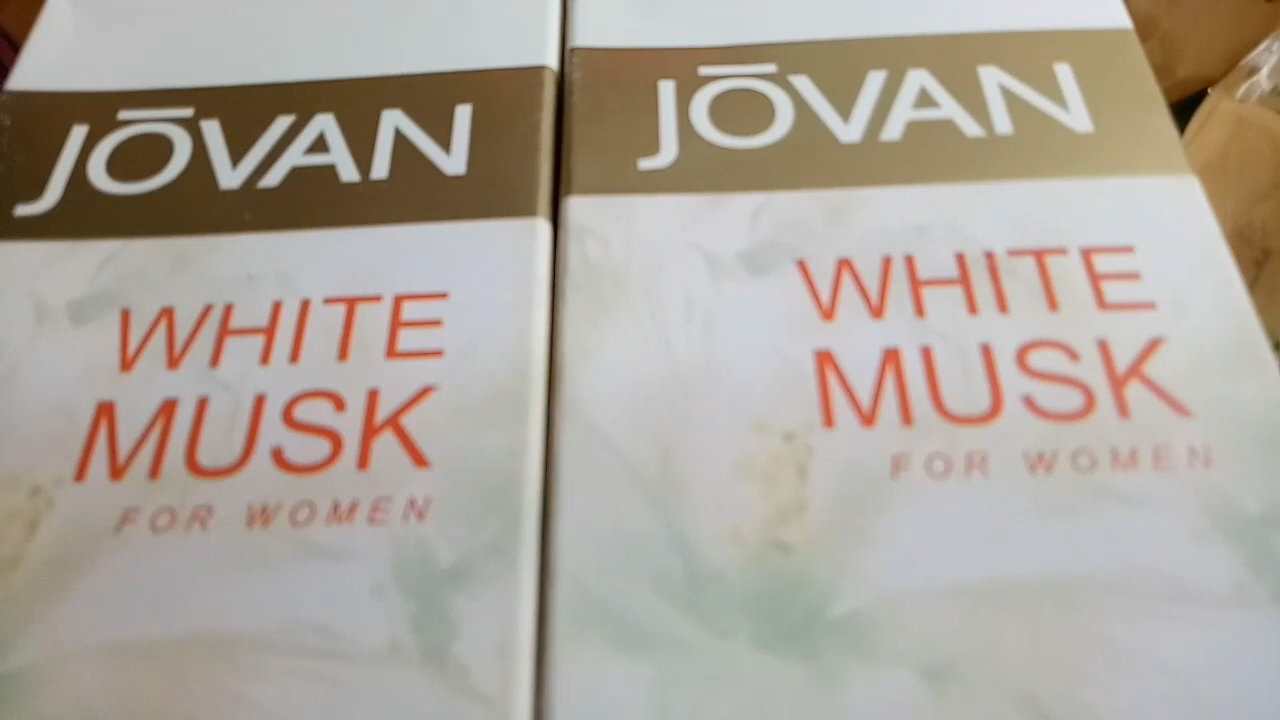 JŌVAN
WHITE
MUSK
FOR WOMEN
JŌVAN
WHITE
MUSK
FOR WOMEN